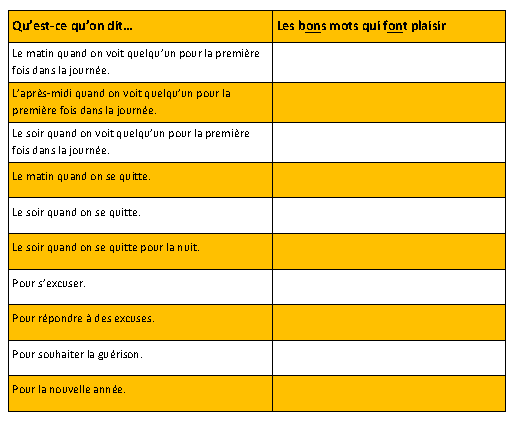 Qu'est-ce qu'on dit… Les bons mots qui font plaisir
Le matin quand on voit quelqu'un pour la première
fois dans la journée.
L'après-midi quand on voit quelqu'un pour la
première fois dans la journée.
Le soir quand on voit quelqu'un pour la première
fois dans la journée.
Le matin quand on se quitte.
Le soir quand on se quitte.
Le soir quand on se quitte pour la nuit.
Pour s'excuser.
Pour répondre à des excuses.
Pour souhaiter la guérison.
Pour la nouvelle année.